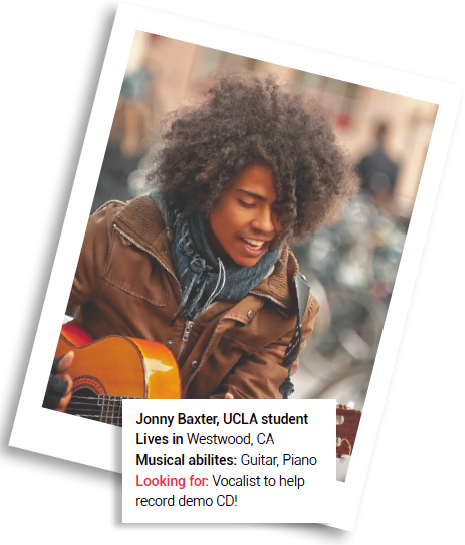 Jonny Baxter, UCLA student
Lives in Westwood, CA
Musical abilites: Guitar, Piano
Looking for: Vocalist to help
record demo CD!